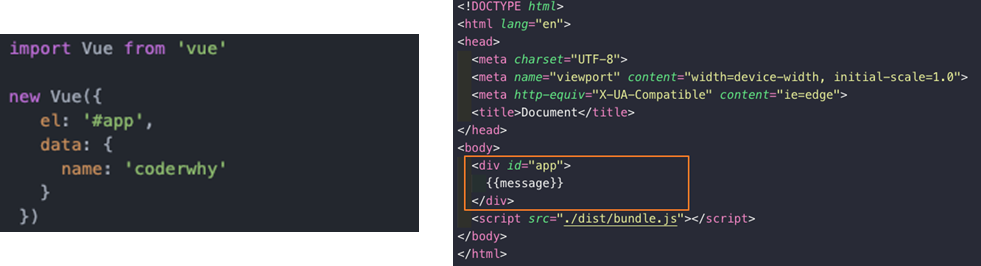 import Vue from 'vue'
new Vue({
el: '#app',
data: {
name: 'coderwhy'
}
})
<!DOCTYPE html>
<html lang="en">
<head>
<meta charset="UTF-8">
<meta name="viewport" content="width=device-width, initial-scale=1.0">
<meta http-equiv="X-UA-Compatible" content="ie=edge">
<title>Document</title>
</head>
<body>
<div id="app">
{{message}}
</div>
<script src="./dist/bundle.js"></script>
</body>
</html>